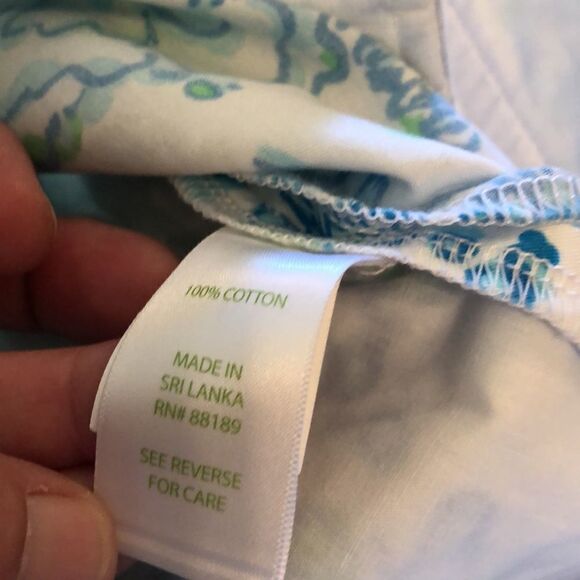 100% COTTON
MADE IN
SRI LANKA
RN# 88189
SEE REVERSE
FOR CARE